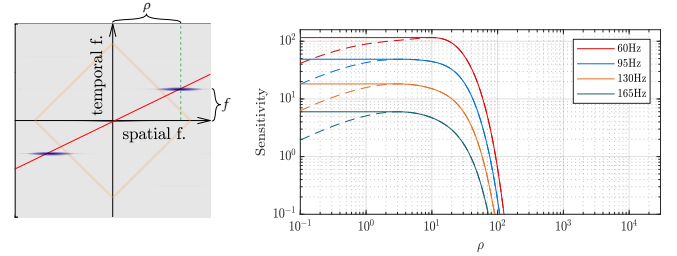 ρ
temporal f.
f
spatial f.
Sensitivity
10²
10¹
10⁰
10⁻¹
10⁻¹
10⁰
10¹
10²
10³
10⁴
ρ
60Hz
95Hz
130Hz
165Hz